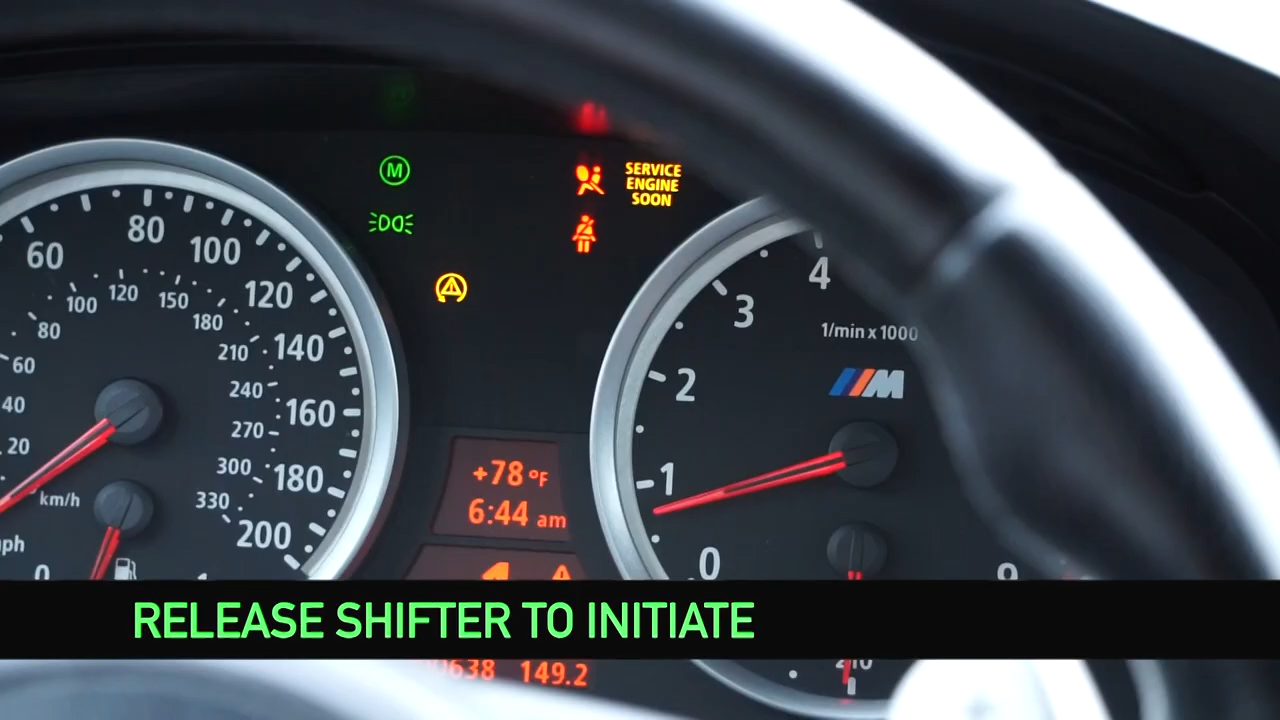 60
80
100
120
140
160
180
200
80
100
120
150
180
210
240
270
300
330
60
40
20
km/h
0
M
SERVICE
ENGINE
SOON
+78 °F
6:44 am
4
3
2
1
0
1/min x 1000
M
RELEASE SHIFTER TO INITIATE
149.2